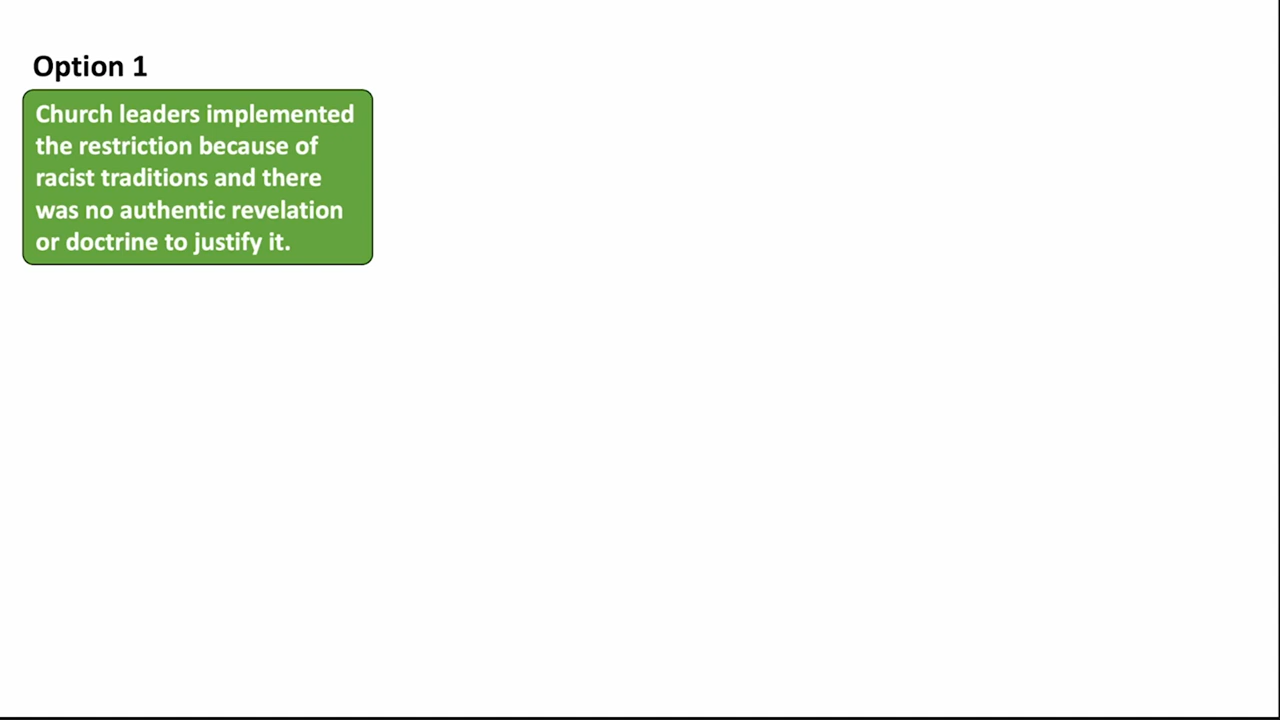 Option 1
Church leaders implemented
the restriction because of
racist traditions and there
was no authentic revelation
or doctrine to justify it.